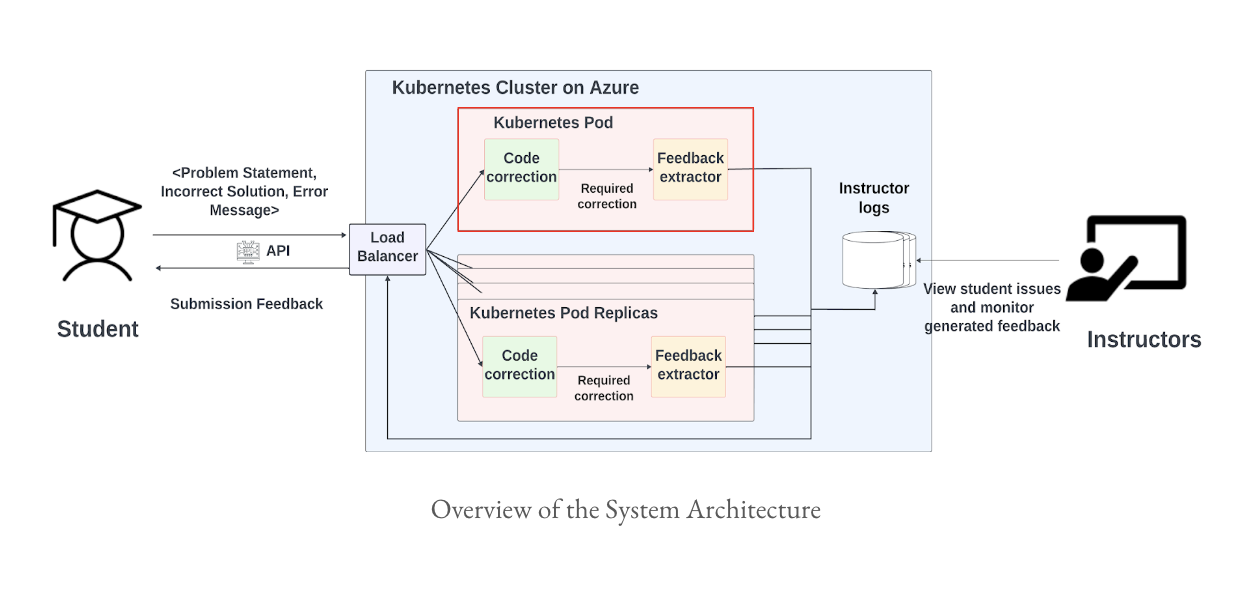 Kubernetes Cluster on Azure
Kubernetes Pod
Code
correction
Required
correction
Feedback
extractor
<Problem Statement,
Incorrect Solution, Error
Message>
API
Submission Feedback
Student
Load
Balancer
Kubernetes Pod Replicas
Code
correction
Required
correction
Feedback
extractor
Instructor
logs
View student issues
and monitor
generated feedback
Instructors
Overview of the System Architecture